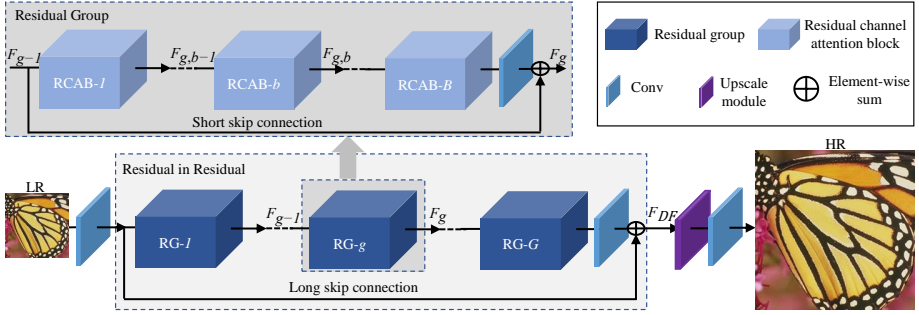 Residual Group
F_{g-1}
F_{g,b-1}
F_{g,b}
F_g
RCAB-1
RCAB-b
RCAB-B
Short skip connection
Residual group
Residual channel
attention block
Conv
Upscale
module
Element-wise
sum
Residual in Residual
LR
HR
F_{g-1}
F_g
F_{DF}
RG-1
RG-g
RG-G
Long skip connection